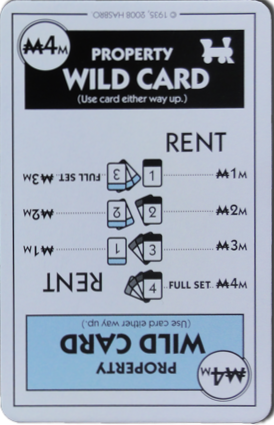 © 1935, 2008 HASBRO
₩4M
PROPERTY
WILD CARD
(Use card either way up.)
RENT
1 ₩1M
2 ₩2M
3 ₩3M
4 FULL SET ₩4M
₩4M
PROPERTY
WILD CARD
(Use card either way up.)
RENT
1 ₩1M
2 ₩2M
3 FULL SET ₩3M